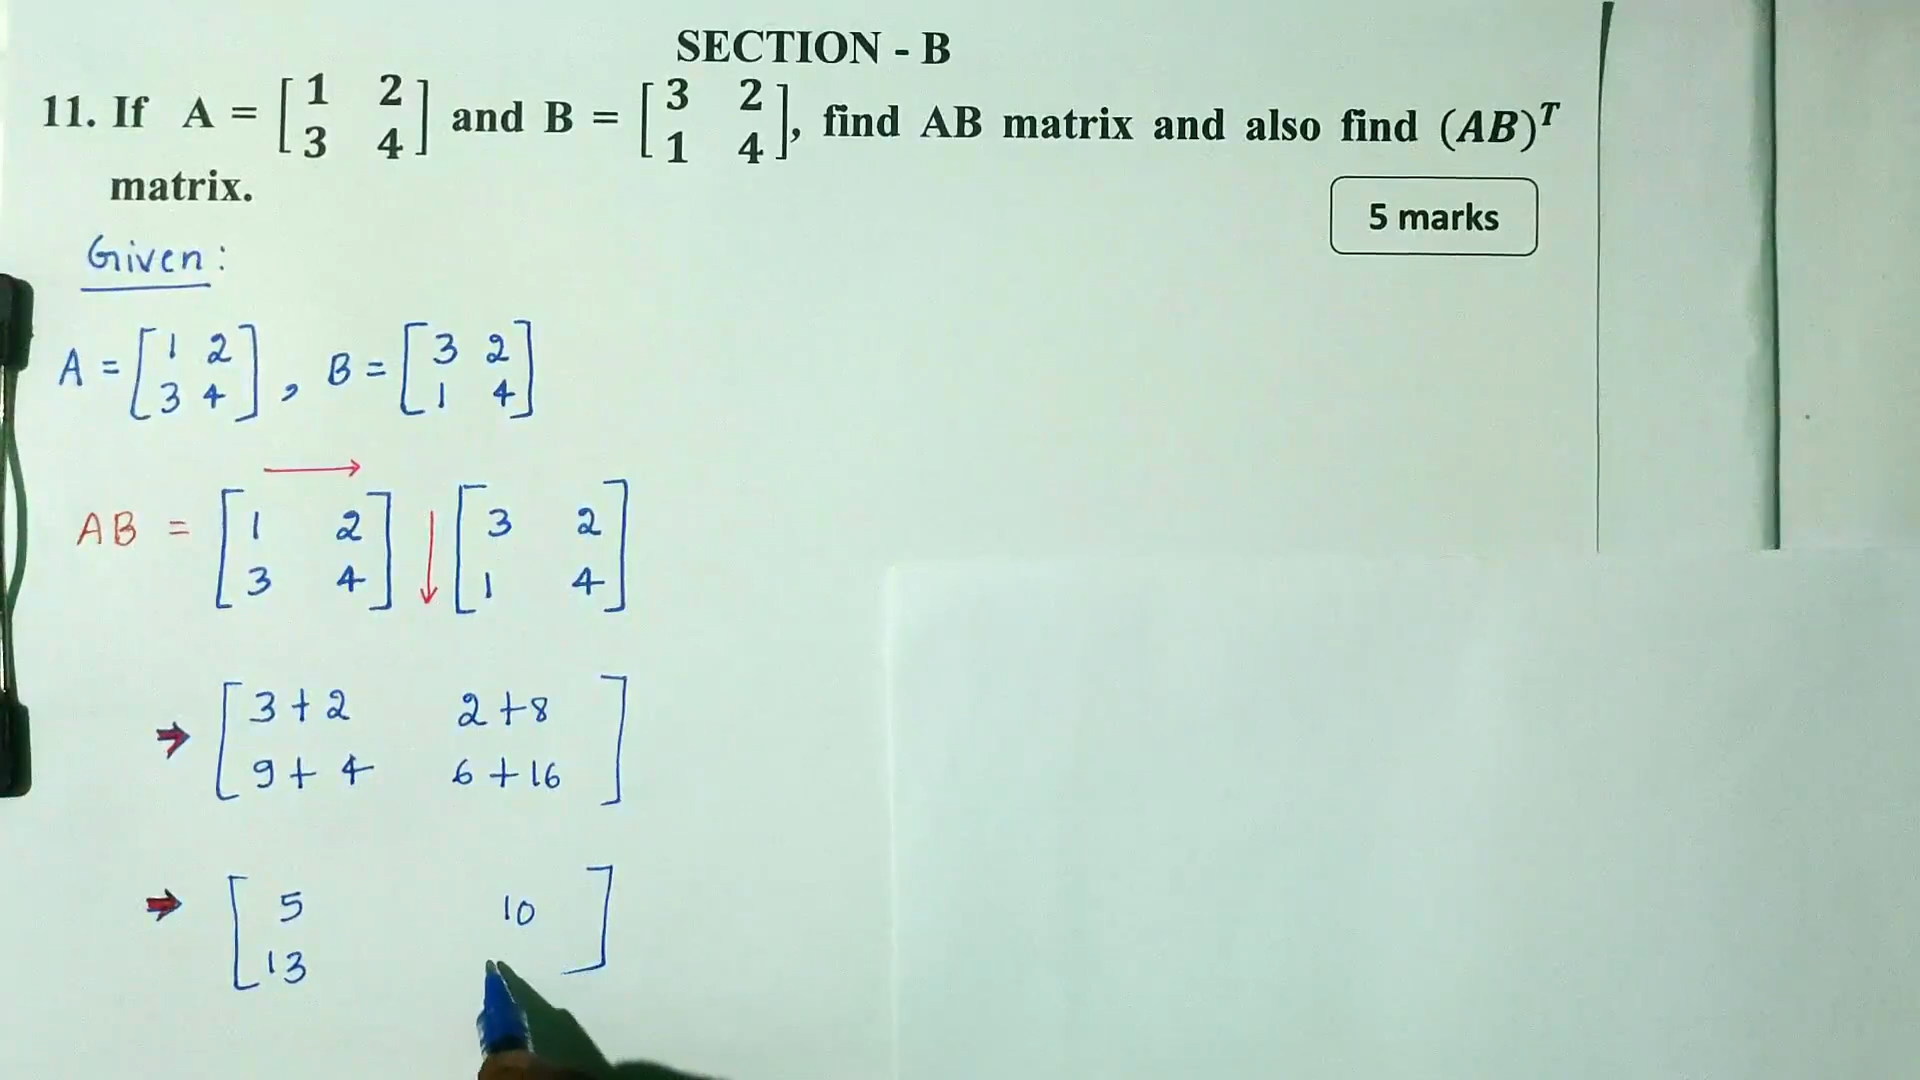 SECTION - B
11. If A = [1 2; 3 4] and B = [3 2; 1 4], find AB matrix and also find (AB)^T
matrix.
5 marks
Given:
A = [1 2; 3 4], B = [3 2; 1 4]
AB = [1 2; 3 4] ↓ [3 2; 1 4]
⇒ [3+2 2+8; 9+4 6+16]
⇒ [5 10; 13 ]